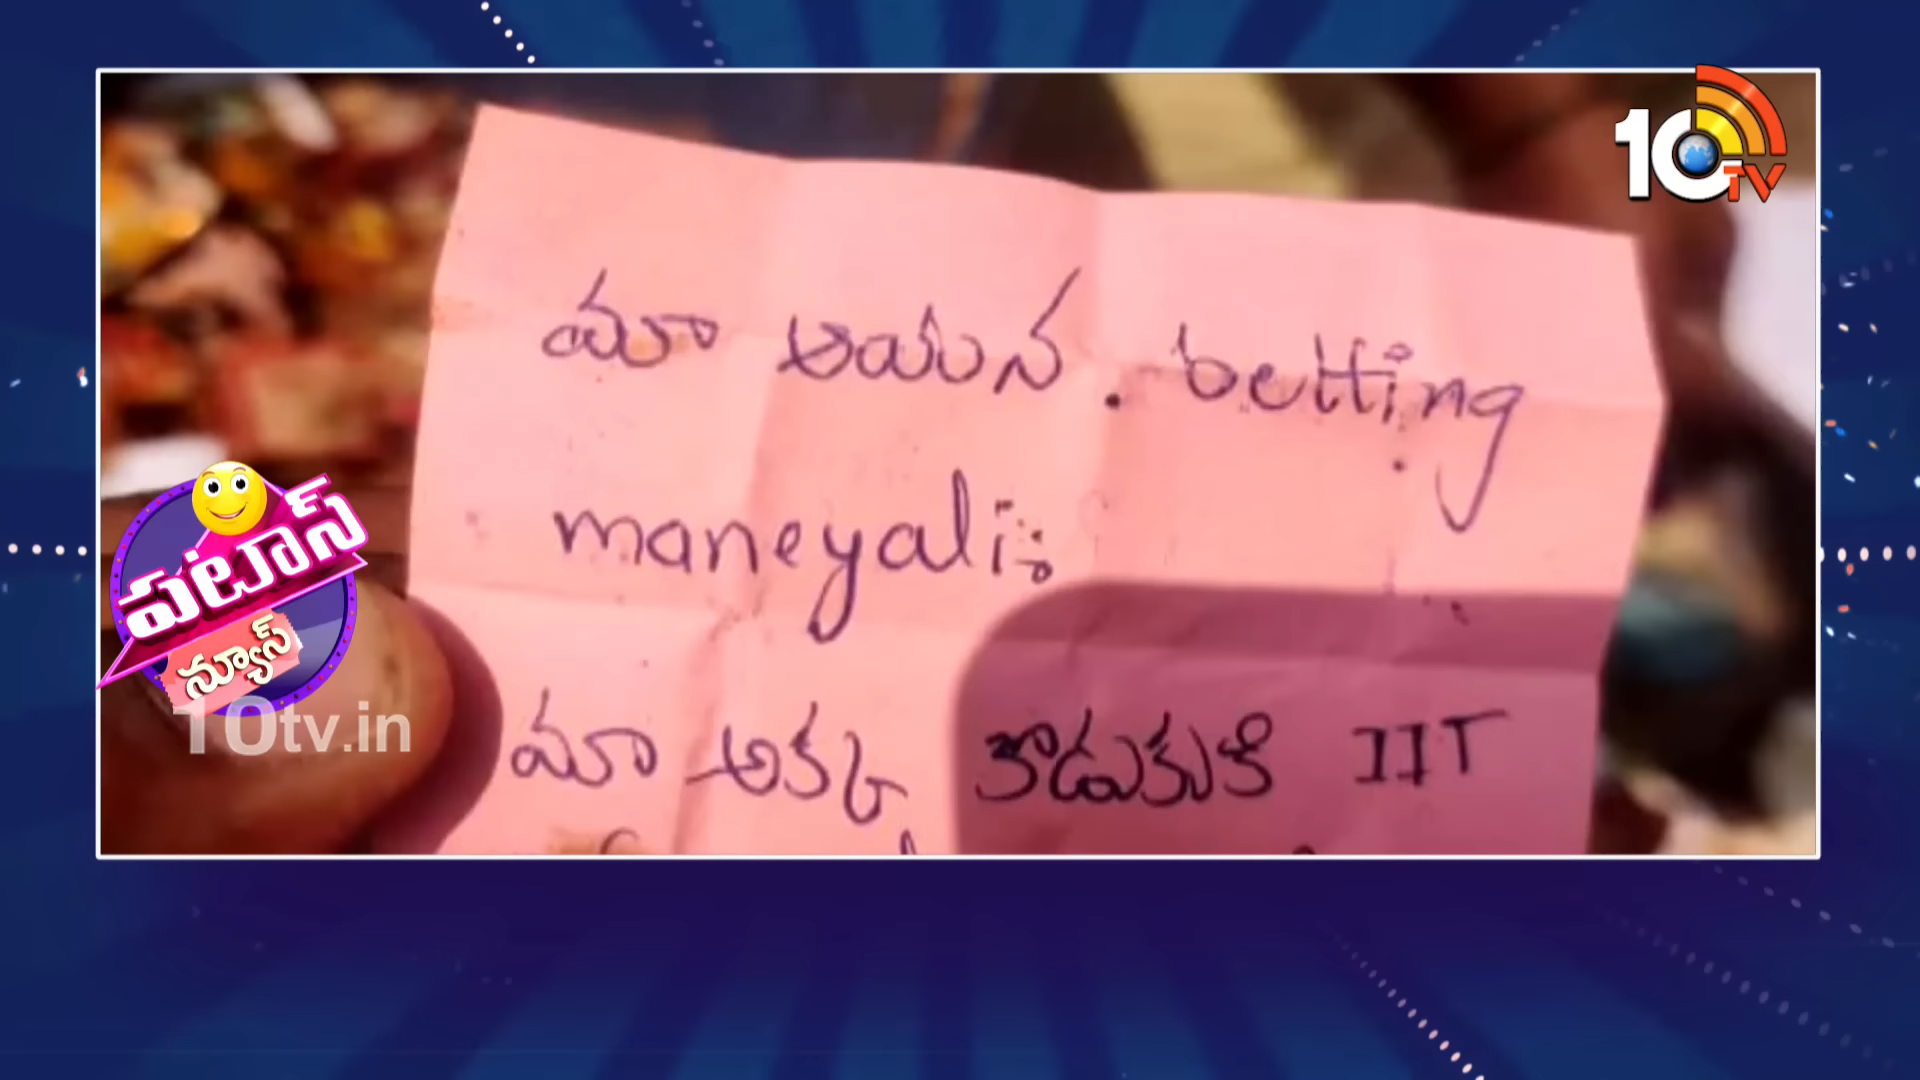 10TV
మా ఆయన betting
maneyali
మా అక్క కొడుకుకి IIT
పటాస్
న్యూస్
10tv.in